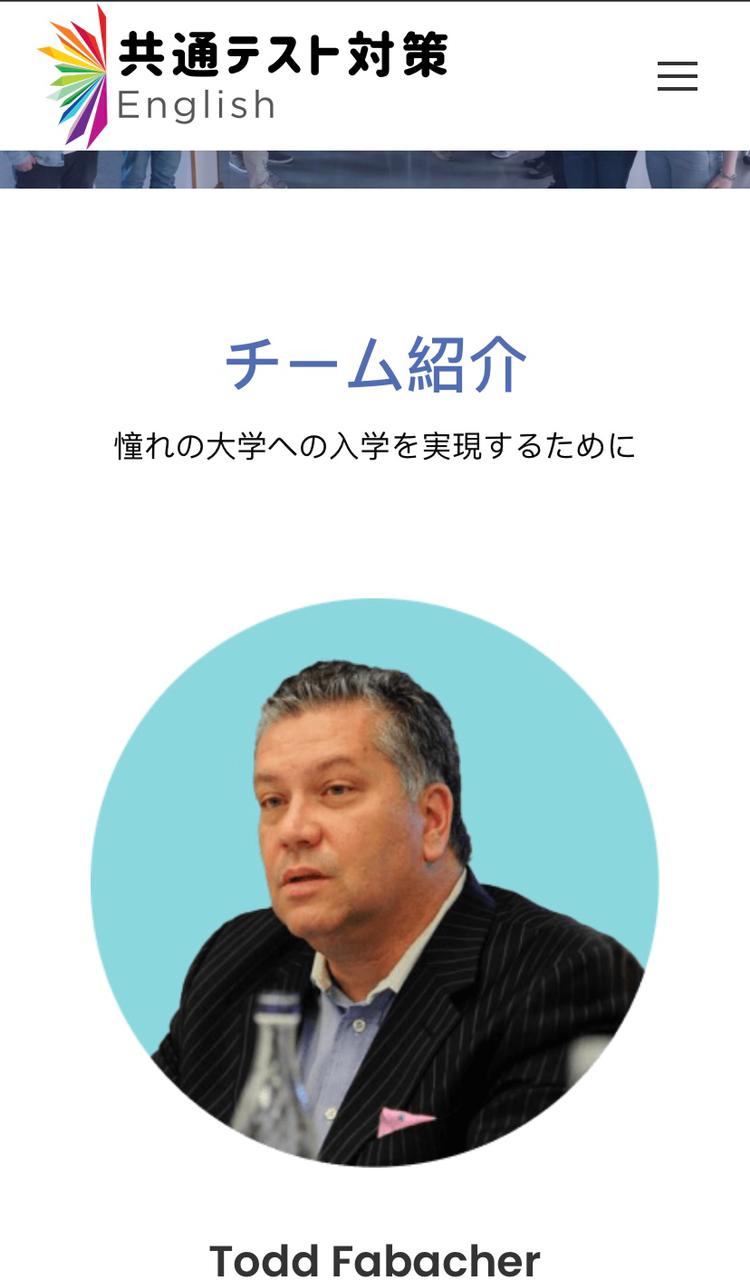 共通テスト対策
English
チーム紹介
憧れの大学への入学を実現するために
Todd Fabacher